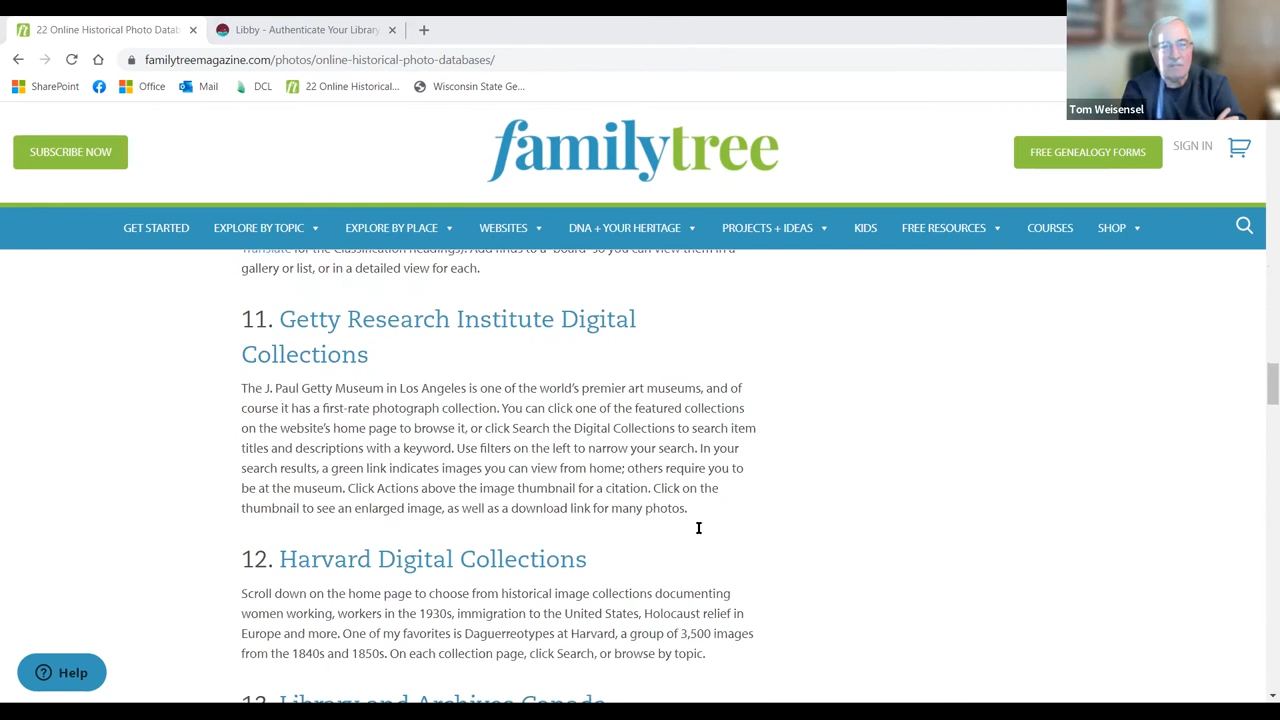 22 Online Historical Photo Datab
Libby - Authenticate Your Library
familytreemagazine.com/photos/online-historical-photo-databases/
SharePoint
Office
Mail
DCL
22 Online Historical...
Wisconsin State Ge...
Tom Weisensel
SUBSCRIBE NOW
familytree
FREE GENEALOGY FORMS
SIGN IN
GET STARTED
EXPLORE BY TOPIC
EXPLORE BY PLACE
WEBSITES
DNA + YOUR HERITAGE
PROJECTS + IDEAS
KIDS
FREE RESOURCES
COURSES
SHOP
Translate for the Classification headings). Add finds to a "board" so you can view them in a
gallery or list, or in a detailed view for each.
11. Getty Research Institute Digital
Collections
The J. Paul Getty Museum in Los Angeles is one of the world's premier art museums, and of
course it has a first-rate photograph collection. You can click one of the featured collections
on the website's home page to browse it, or click Search the Digital Collections to search item
titles and descriptions with a keyword. Use filters on the left to narrow your search. In your
search results, a green link indicates images you can view from home; others require you to
be at the museum. Click Actions above the image thumbnail for a citation. Click on the
thumbnail to see an enlarged image, as well as a download link for many photos.
12. Harvard Digital Collections
Scroll down on the home page to choose from historical image collections documenting
women working, workers in the 1930s, immigration to the United States, Holocaust relief in
Europe and more. One of my favorites is Daguerreotypes at Harvard, a group of 3,500 images
from the 1840s and 1850s. On each collection page, click Search, or browse by topic.
13. Library and Archives Canada
Help